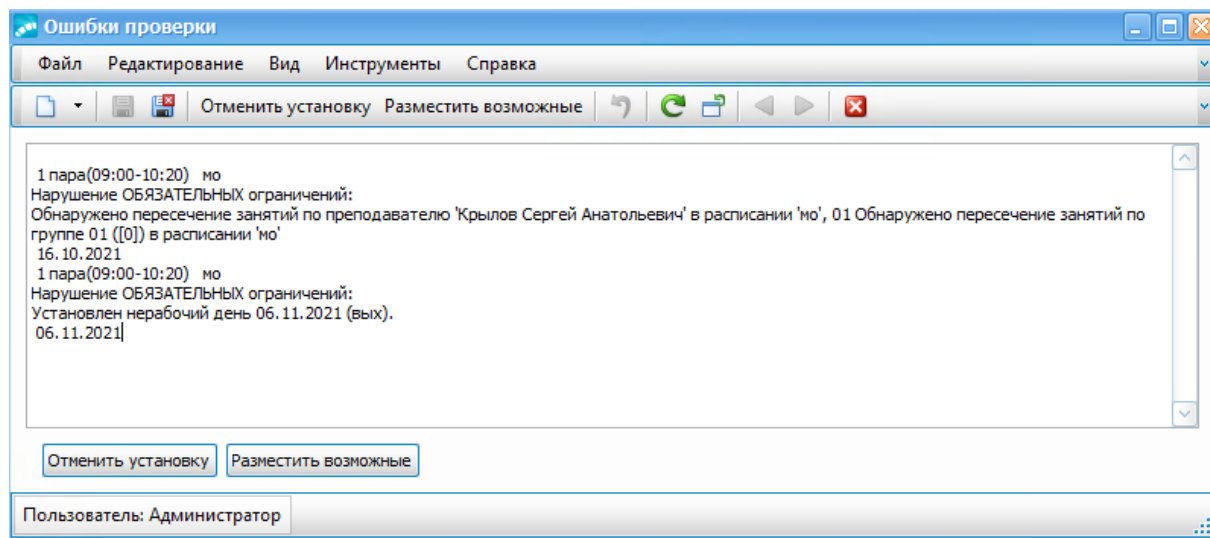 Ошибки проверки
Файл Редактирование Вид Инструменты Справка
Отменить установку Разместить возможные
1 пара(09:00-10:20) мо
Нарушение ОБЯЗАТЕЛЬНЫХ ограничений:
Обнаружено пересечение занятий по преподавателю 'Крылов Сергей Анатольевич' в расписании 'мо', 01 Обнаружено пересечение занятий по
группе 01 ([0]) в расписании 'мо'
16.10.2021
1 пара(09:00-10:20) мо
Нарушение ОБЯЗАТЕЛЬНЫХ ограничений:
Установлен нерабочий день 06.11.2021 (вых).
06.11.2021
Отменить установку Разместить возможные
Пользователь: Администратор